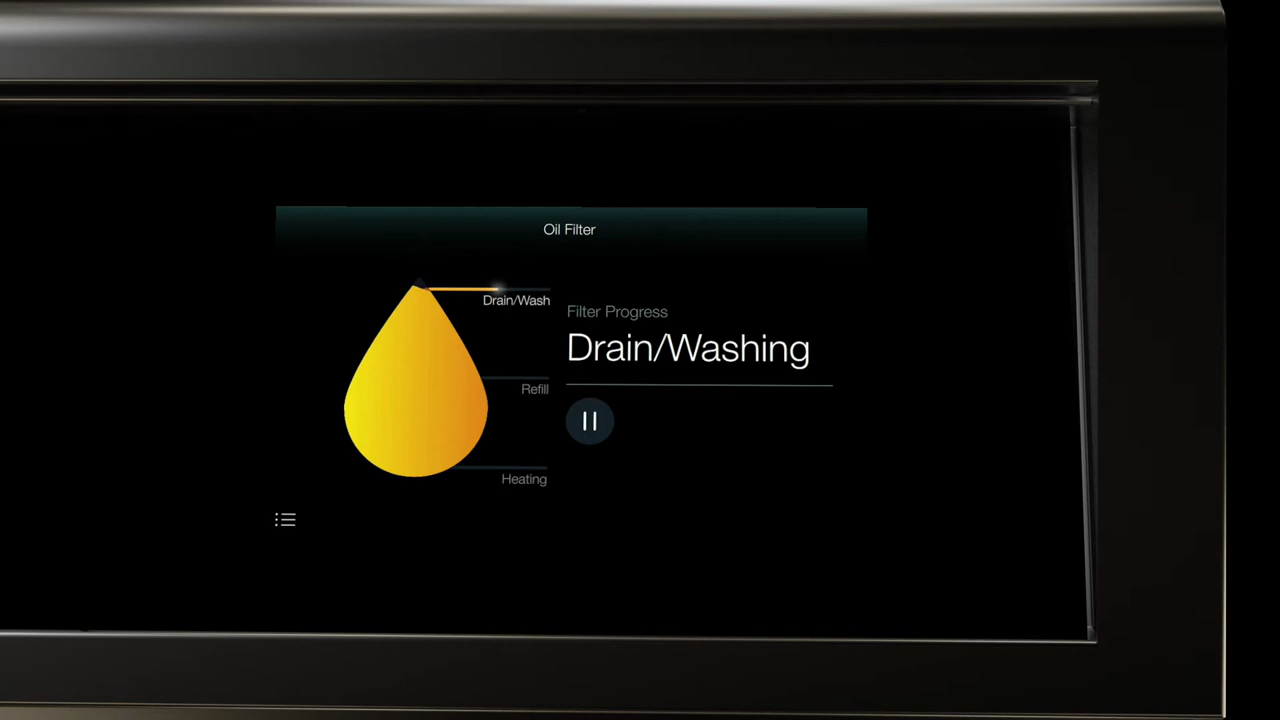 Oil Filter
Drain/Wash
Refill
Heating
Filter Progress
Drain/Washing